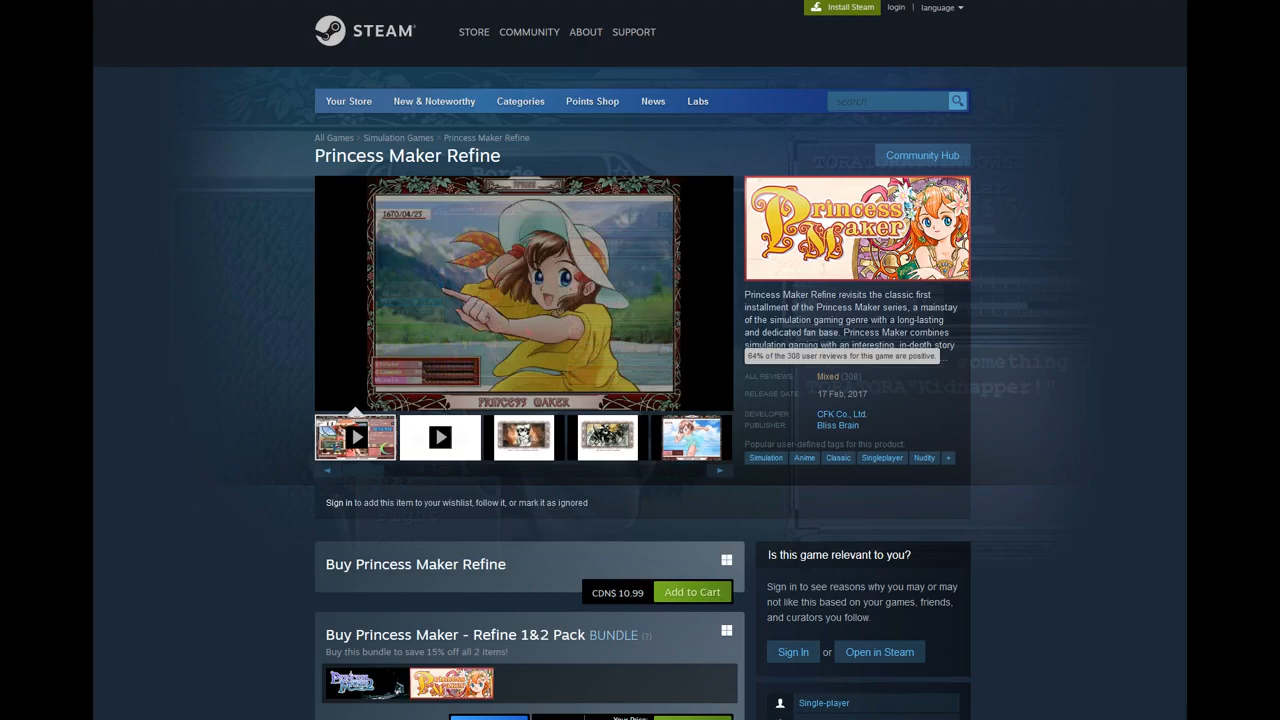 Install Steam
login
language
STEAM
STORE COMMUNITY ABOUT SUPPORT
Your Store New & Noteworthy Categories Points Shop News Labs
search
All Games > Simulation Games > Princess Maker Refine
Princess Maker Refine
Community Hub
1670/04/23
PRINCESS MAKER
Princess Maker
Princess Maker Refine revisits the classic first
installment of the Princess Maker series, a mainstay
of the simulation gaming genre with a long-lasting
and dedicated fan base. Princess Maker combines
simulation gaming with an interesting, in-depth story
64% of the 308 user reviews for this game are positive.
ALL REVIEWS: Mixed (308)
RELEASE DATE: 17 Feb, 2017
DEVELOPER: CFK Co., Ltd.
PUBLISHER: Bliss Brain
Popular user-defined tags for this product:
Simulation Anime Classic Singleplayer Nudity +
Sign in to add this item to your wishlist, follow it, or mark it as ignored
Buy Princess Maker Refine
CDN$ 10.99 Add to Cart
Buy Princess Maker - Refine 1&2 Pack BUNDLE (?)
Buy this bundle to save 15% off all 2 items!
Is this game relevant to you?
Sign in to see reasons why you may or may
not like this based on your games, friends,
and curators you follow.
Sign In or Open in Steam
Single-player
Your Price: